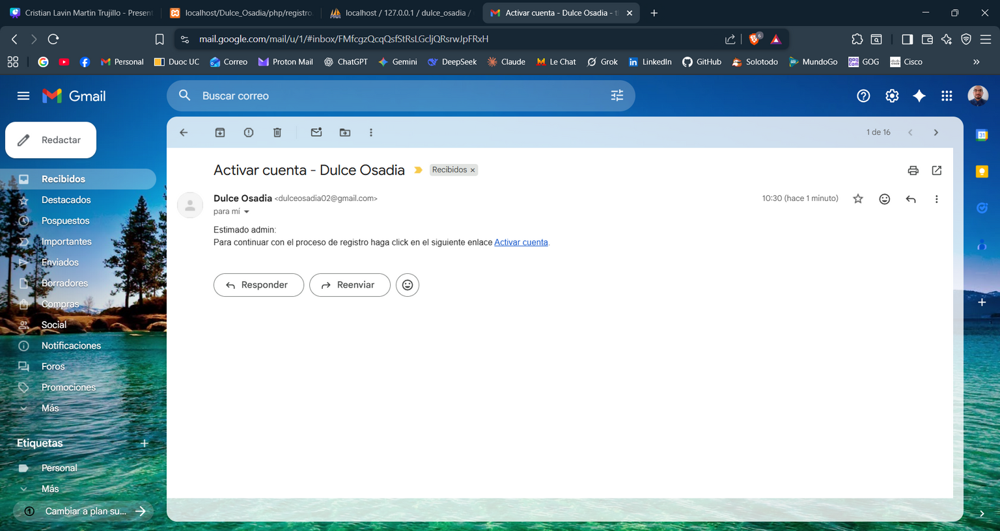 Cristian Lavin Martin Trujillo - Present
localhost/Dulce_Osadia/php/registro.
localhost / 127.0.0.1 / dulce_osadia /
Activar cuenta - Dulce Osadia - t
mail.google.com/mail/u/1/#inbox/FMfcgzQcqQsfStRsLGcljQRsrwJpFRxH
6
Personal
Duoc UC
Correo
Proton Mail
ChatGPT
Gemini
DeepSeek
Claude
Le Chat
Grok
LinkedIn
GitHub
Solotodo
MundoGo
GOG
Cisco
Gmail
Buscar correo
Redactar
1 de 16
31
Recibidos
Destacados
Pospuestos
Importantes
Enviados
Borradores
Compras
Social
Notificaciones
Foros
Promociones
Más
Etiquetas
Personal
Más
Cambiar a plan su...
Activar cuenta - Dulce Osadia
Recibidos
Dulce Osadia <dulceosadia02@gmail.com>
10:30 (hace 1 minuto)
para mí
Estimado admin:
Para continuar con el proceso de registro haga click en el siguiente enlace Activar cuenta.
Responder
Reenviar